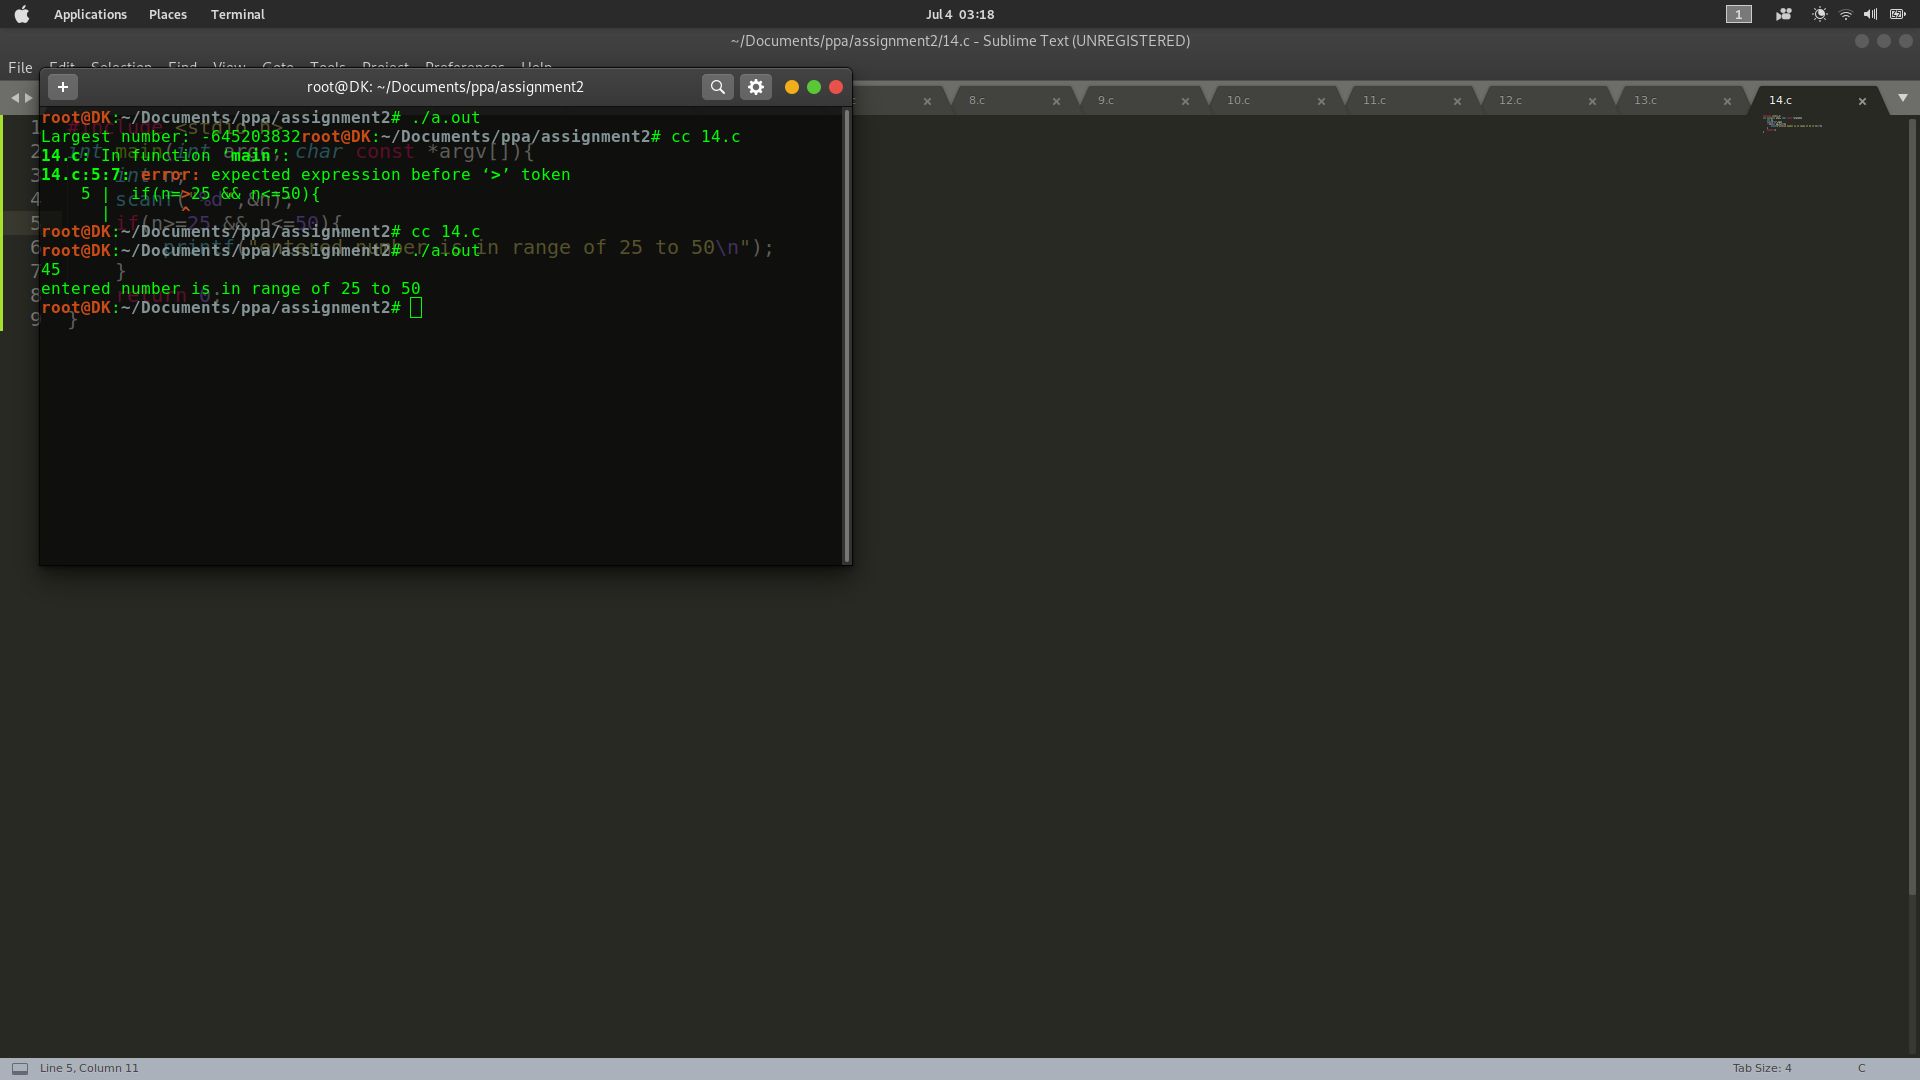 Applications Places Terminal Jul 4 03:18 1
~/Documents/ppa/assignment2/14.c - Sublime Text (UNREGISTERED)
File Edit Selection Find View Goto Tools Project Preferences Help
root@DK: ~/Documents/ppa/assignment2
8.c 9.c 10.c 11.c 12.c 13.c 14.c
root@DK:~/Documents/ppa/assignment2# ./a.out
Largest number: -645203832root@DK:~/Documents/ppa/assignment2# cc 14.c
14.c: In function ‘main’:
14.c:5:7: error: expected expression before ‘>’ token
5 | if(n=>25 && n<=50){
| ^
root@DK:~/Documents/ppa/assignment2# cc 14.c
root@DK:~/Documents/ppa/assignment2# ./a.out
45
entered number is in range of 25 to 50
root@DK:~/Documents/ppa/assignment2#
1 #include <stdio.h>
2 int main(int argc, char const *argv[]){
3 int n;
4 scanf("%d",&n);
5 if(n>=25 && n<=50){
6 printf("entered number is in range of 25 to 50\n");
7 }
8 return 0;
9 }
Line 5, Column 11 Tab Size: 4 C